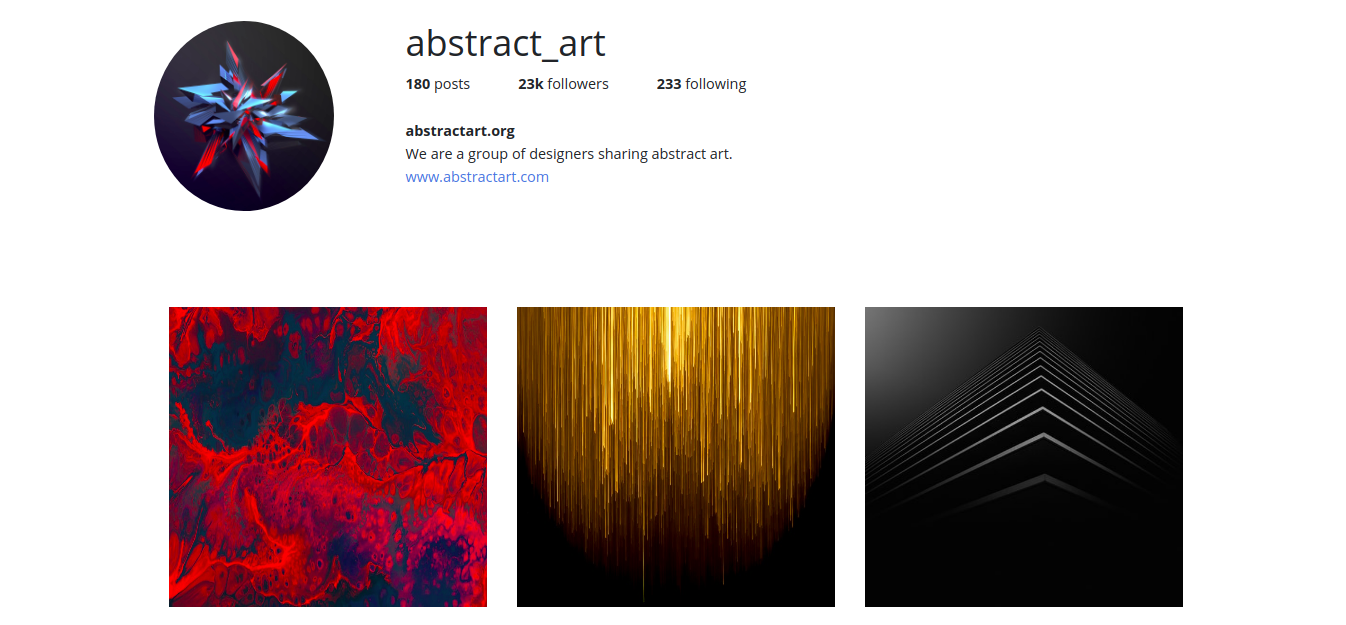 abstract_art
180 posts 23k followers 233 following
abstractart.org
We are a group of designers sharing abstract art.
www.abstractart.com